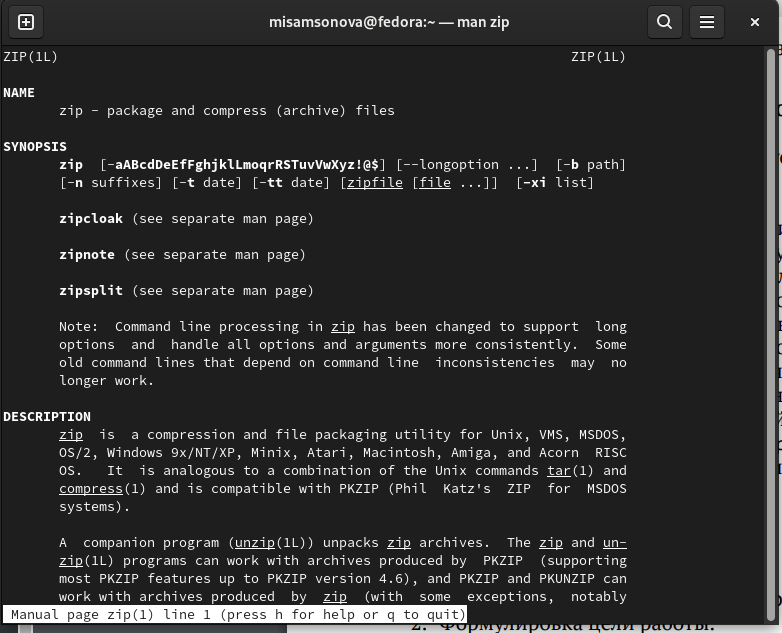 misamsonova@fedora:~ — man zip
ZIP(1L) ZIP(1L)
NAME
zip - package and compress (archive) files
SYNOPSIS
zip [-aABcdDeEfFghjklLmoqrRSTuvVwXyz!@$] [--longoption ...] [-b path]
[-n suffixes] [-t date] [-tt date] [zipfile [file ...]] [-xi list]
zipcloak (see separate man page)
zipnote (see separate man page)
zipsplit (see separate man page)
Note: Command line processing in zip has been changed to support long
options and handle all options and arguments more consistently. Some
old command lines that depend on command line inconsistencies may no
longer work.
DESCRIPTION
zip is a compression and file packaging utility for Unix, VMS, MSDOS,
OS/2, Windows 9x/NT/XP, Minix, Atari, Macintosh, Amiga, and Acorn RISC
OS. It is analogous to a combination of the Unix commands tar(1) and
compress(1) and is compatible with PKZIP (Phil Katz's ZIP for MSDOS
systems).
A companion program (unzip(1L)) unpacks zip archives. The zip and un-
zip(1L) programs can work with archives produced by PKZIP (supporting
most PKZIP features up to PKZIP version 4.6), and PKZIP and PKUNZIP can
work with archives produced by zip (with some exceptions, notably
Manual page zip(1) line 1 (press h for help or q to quit)
2. Формулировка цели работы.